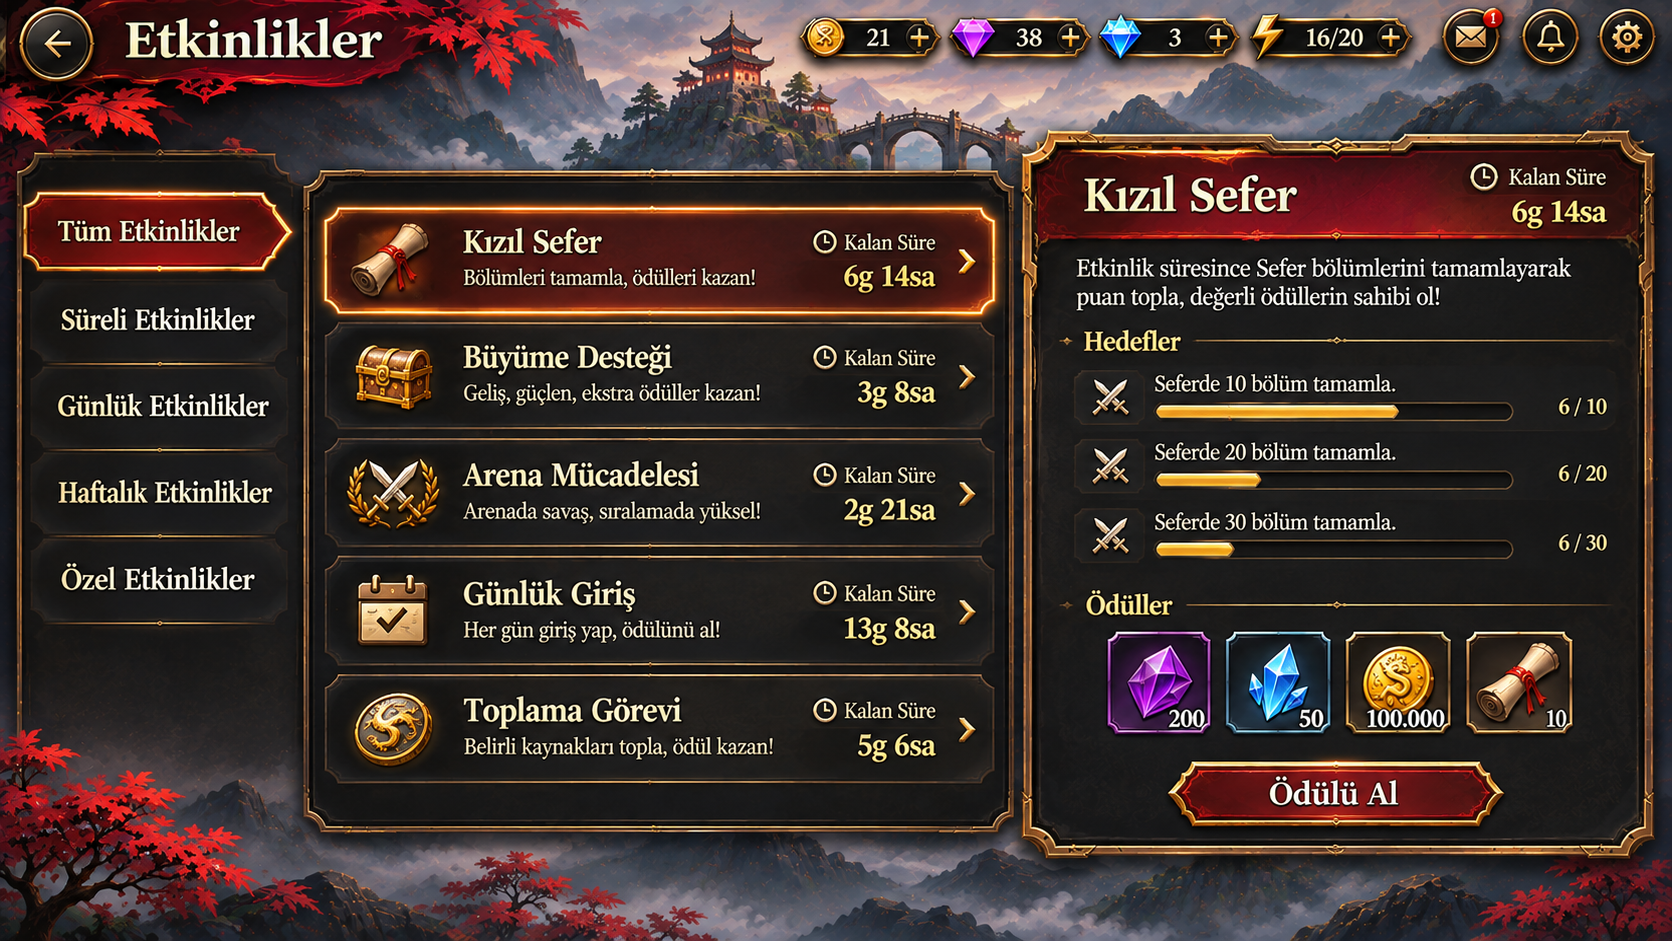 Etkinlikler
21
38
3
16/20
1
Tüm Etkinlikler
Süreli Etkinlikler
Günlük Etkinlikler
Haftalık Etkinlikler
Özel Etkinlikler
Kızıl Sefer
Bölümleri tamamla, ödülleri kazan!
Kalan Süre
6g 14sa
Büyüme Desteği
Geliş, güçlen, ekstra ödüller kazan!
Kalan Süre
3g 8sa
Arena Mücadelesi
Arenada savaş, sıralamada yüksel!
Kalan Süre
2g 21sa
Günlük Giriş
Her gün giriş yap, ödülünü al!
Kalan Süre
13g 8sa
Toplama Görevi
Belirli kaynakları topla, ödül kazan!
Kalan Süre
5g 6sa
Kızıl Sefer
Kalan Süre
6g 14sa
Etkinlik süresince Sefer bölümlerini tamamlayarak
puan topla, değerli ödüllerin sahibi ol!
Hedefler
Seferde 10 bölüm tamamla.
6 / 10
Seferde 20 bölüm tamamla.
6 / 20
Seferde 30 bölüm tamamla.
6 / 30
Ödüller
200
50
100.000
10
Ödülü Al